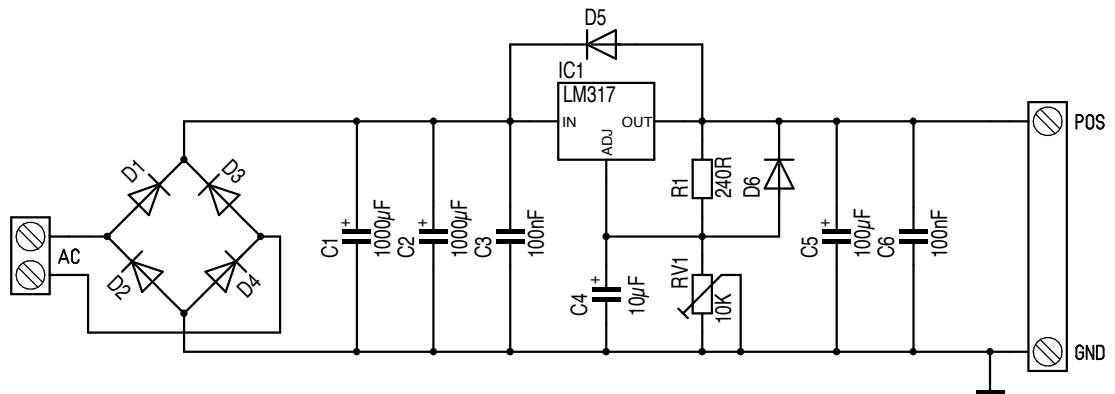 D5
IC1
LM317
IN
OUT
ADJ
POS
D1
D3
R1
240R
D6
AC
D2
D4
+
C1
1000µF
+
C2
1000µF
C3
100nF
+
C4
10µF
RV1
10K
+
C5
100µF
C6
100nF
GND